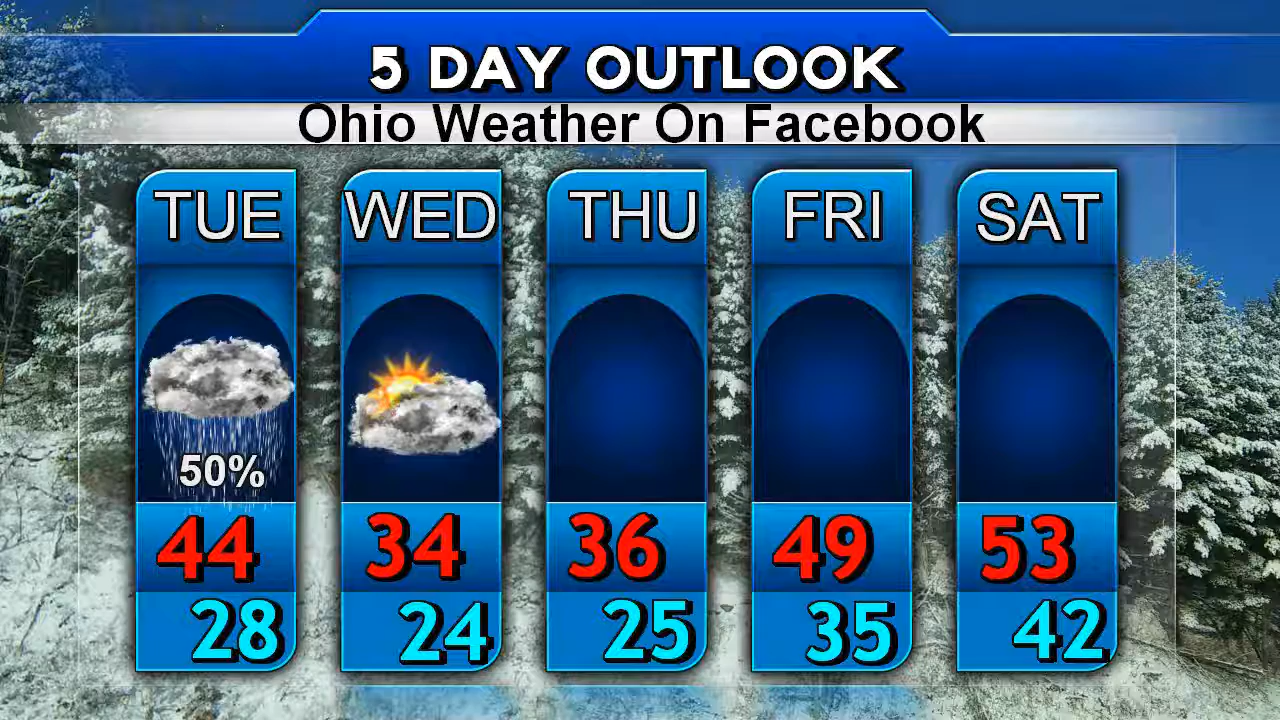 5 DAY OUTLOOK
Ohio Weather On Facebook
TUE WED THU FRI SAT
50%
44 34 36 49 53
28 24 25 35 42